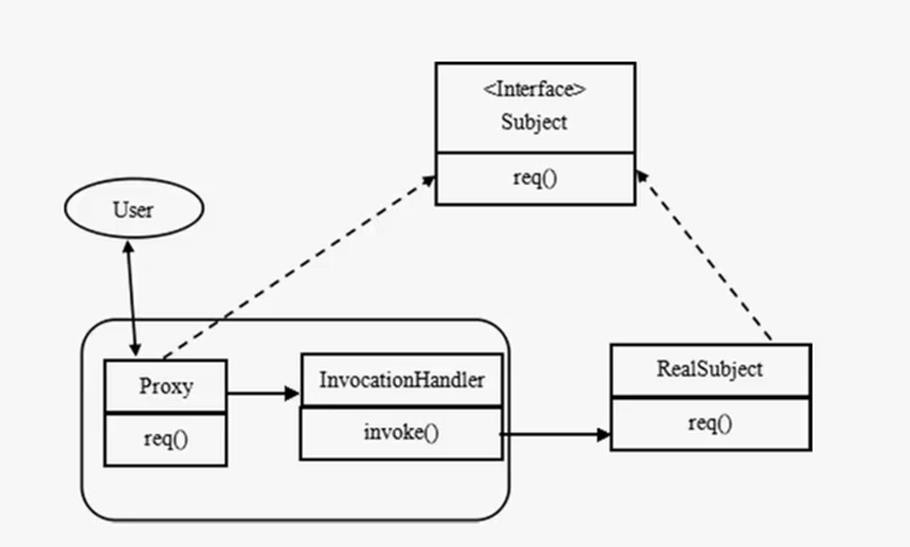 <Interface>
Subject
req()
User
Proxy
req()
InvocationHandler
invoke()
RealSubject
req()